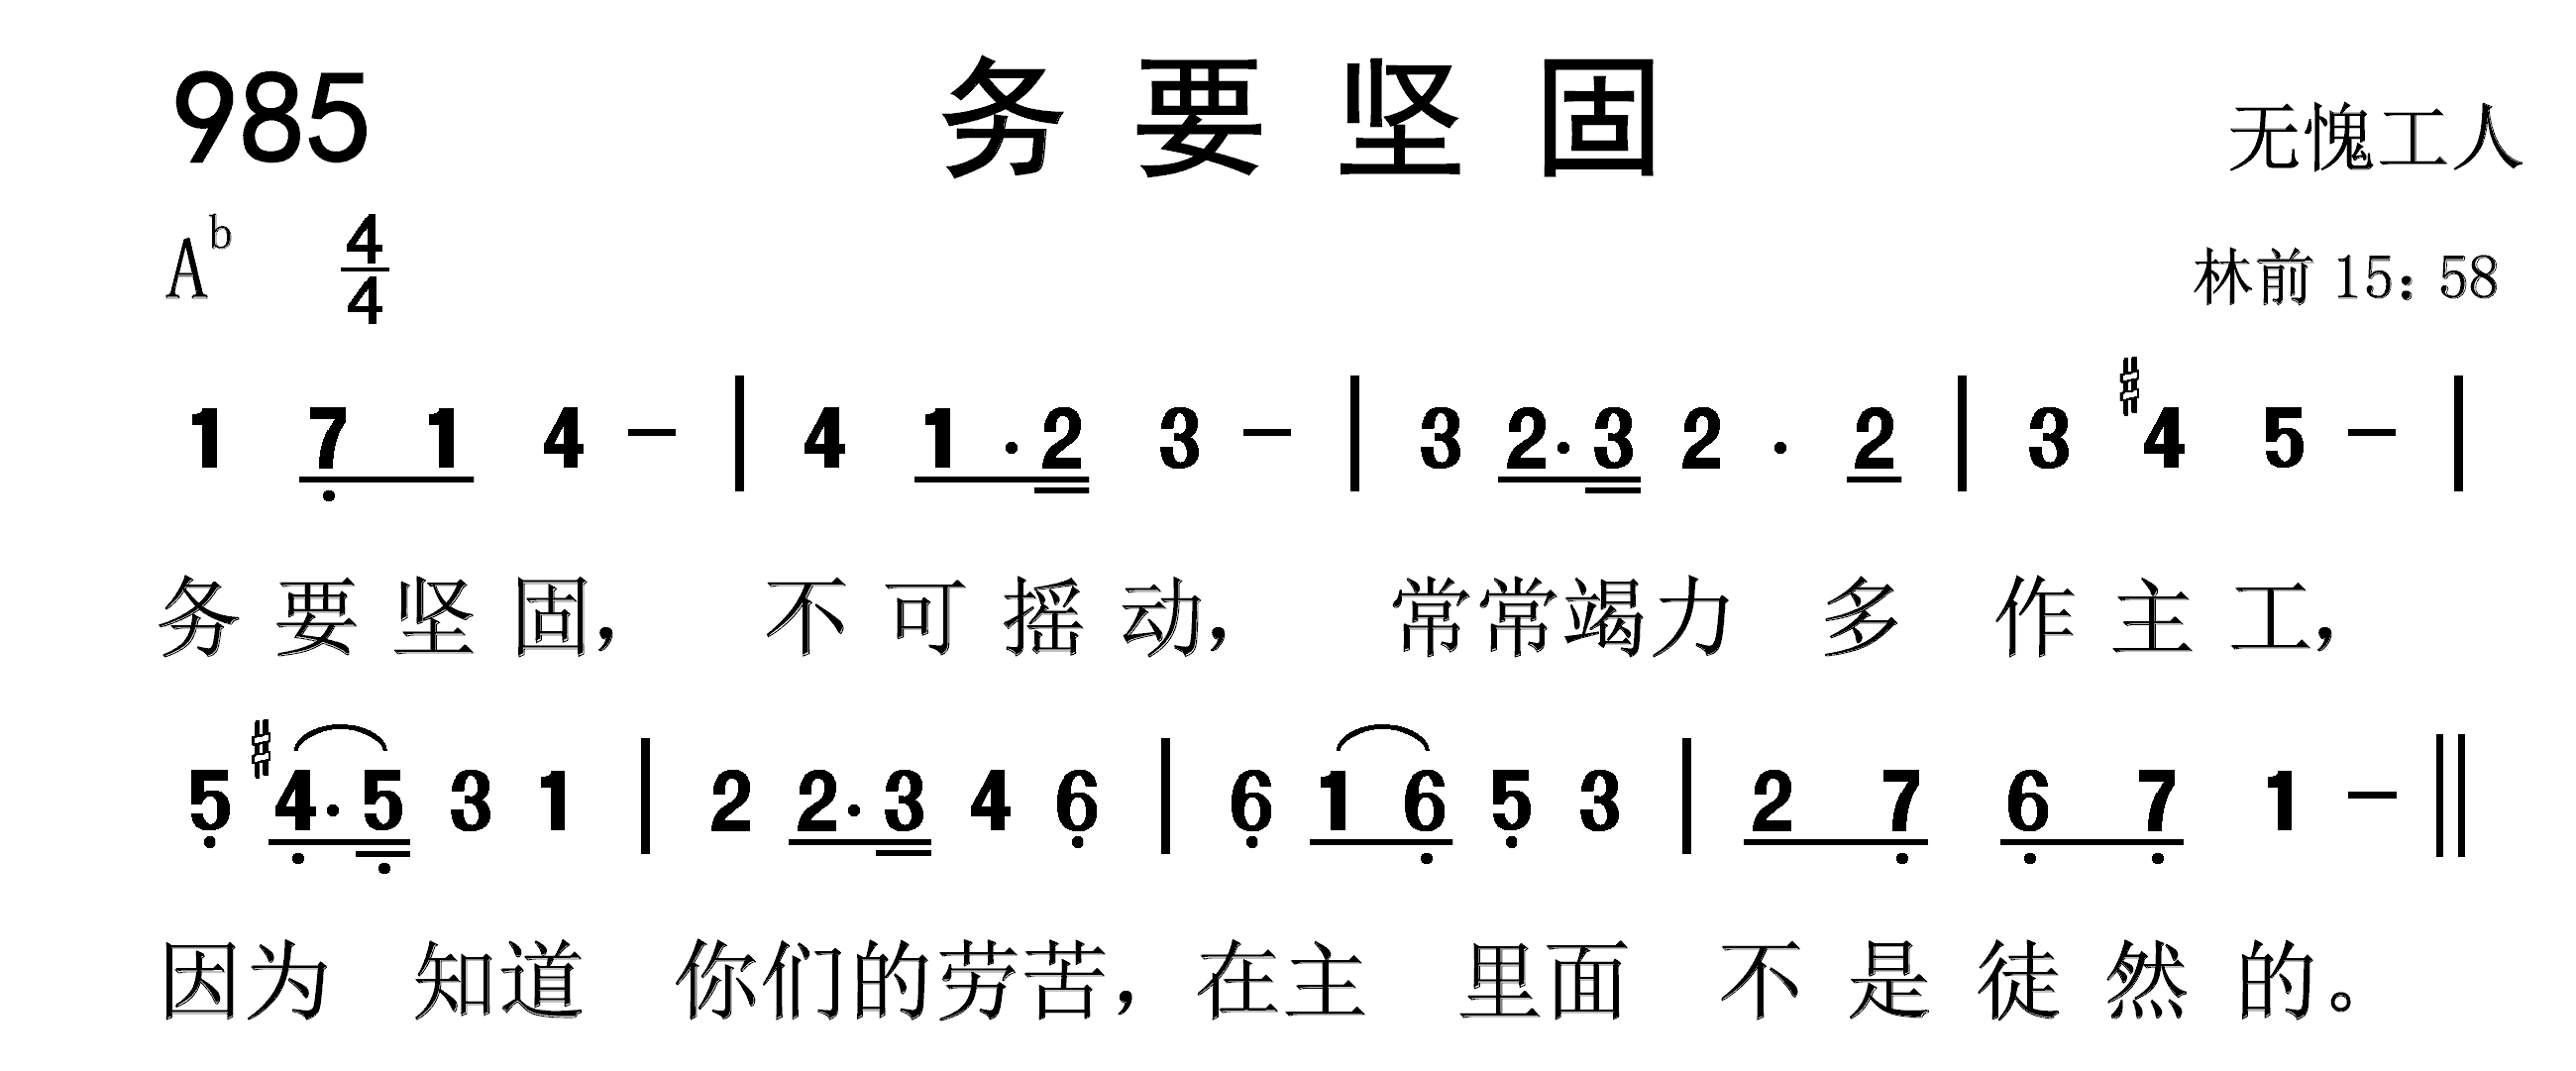 985 务要坚固 无愧工人
A♭ 4/4 林前 15：58
1 7̣ 1 4 － | 4 1 · 2 3 － | 3 2 · 3 2 · 2 | 3 #4 5 － |
务要坚固， 不可摇动， 常常竭力 多 作主工，
5̣ #4̣ · 5̣ 3 1 | 2 2 · 3 4 6̣ | 6̣ 1 6̣ 5̣ 3 | 2 7̣ 6̣ 7̣ 1 － ||
因为 知道 你们的劳苦，在主 里面 不是徒然的。